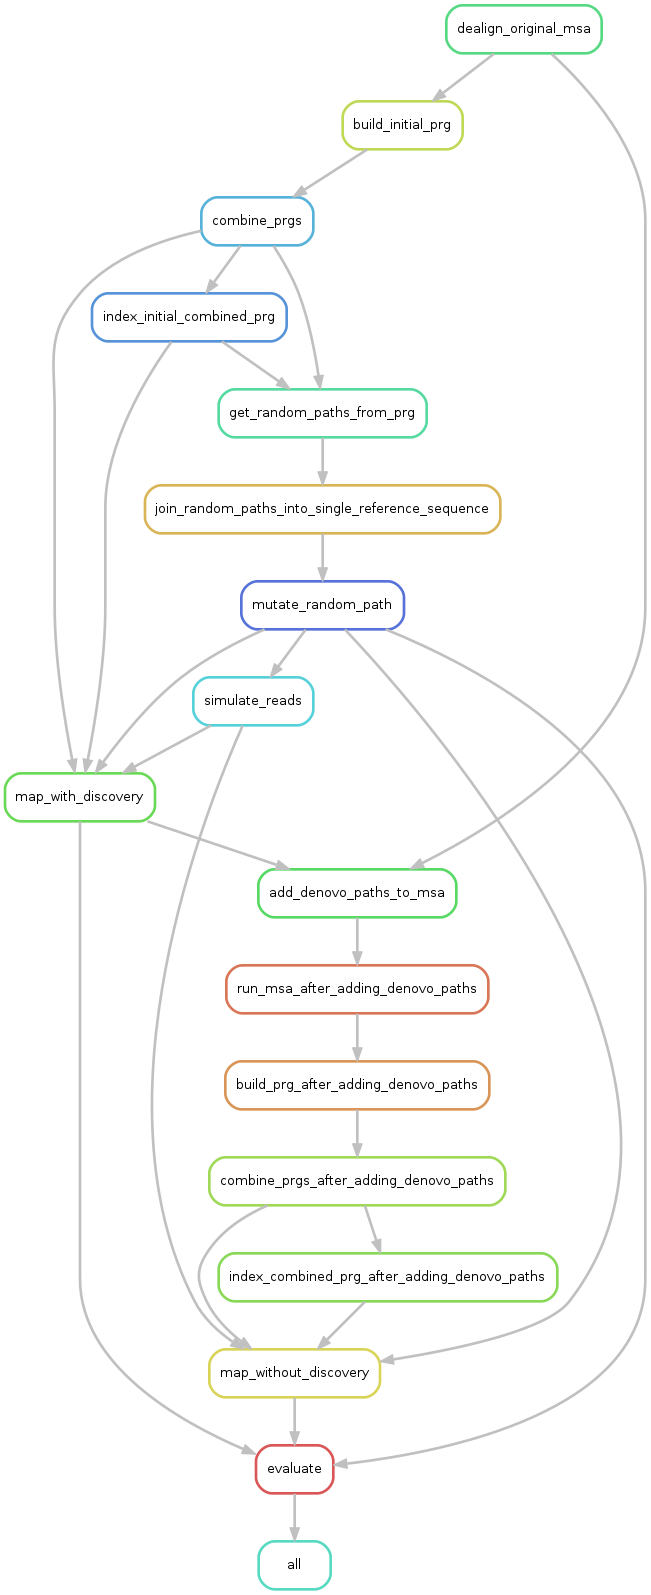 dealign_original_msa
build_initial_prg
combine_prgs
index_initial_combined_prg
get_random_paths_from_prg
join_random_paths_into_single_reference_sequence
mutate_random_path
simulate_reads
map_with_discovery
add_denovo_paths_to_msa
run_msa_after_adding_denovo_paths
build_prg_after_adding_denovo_paths
combine_prgs_after_adding_denovo_paths
index_combined_prg_after_adding_denovo_paths
map_without_discovery
evaluate
all